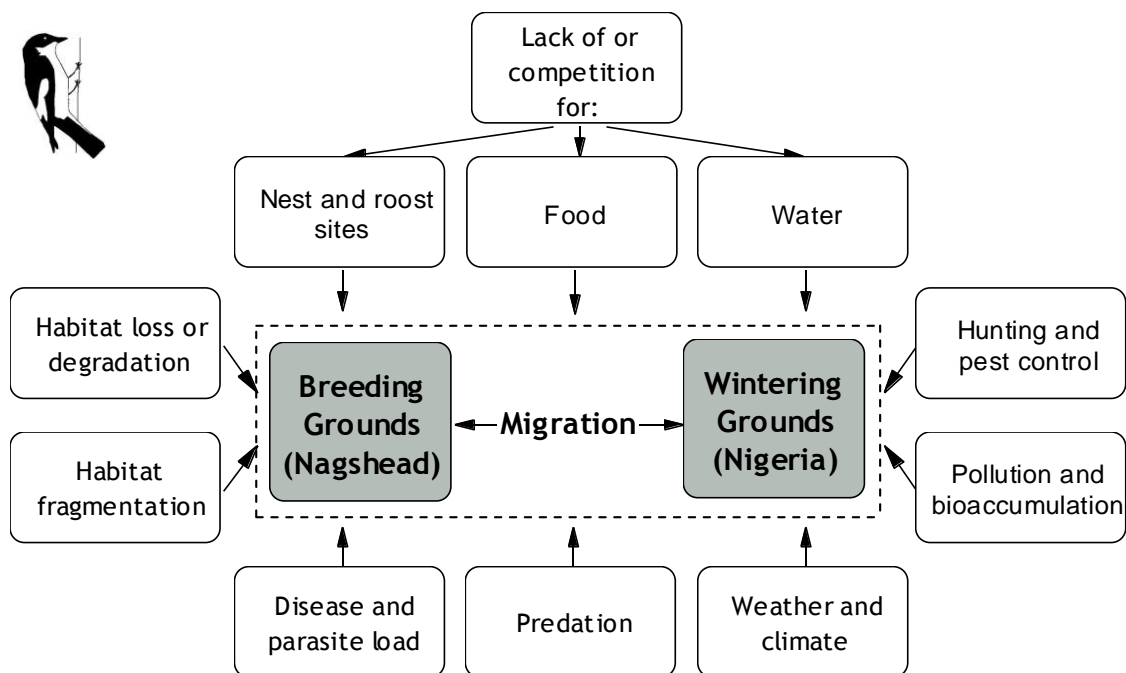 Lack of or
competition
for:
Nest and roost
sites
Food
Water
Habitat loss or
degradation
Hunting and
pest control
Breeding
Grounds
(Nagshead)
Migration
Wintering
Grounds
(Nigeria)
Habitat
fragmentation
Pollution and
bioaccumulation
Disease and
parasite load
Predation
Weather and
climate